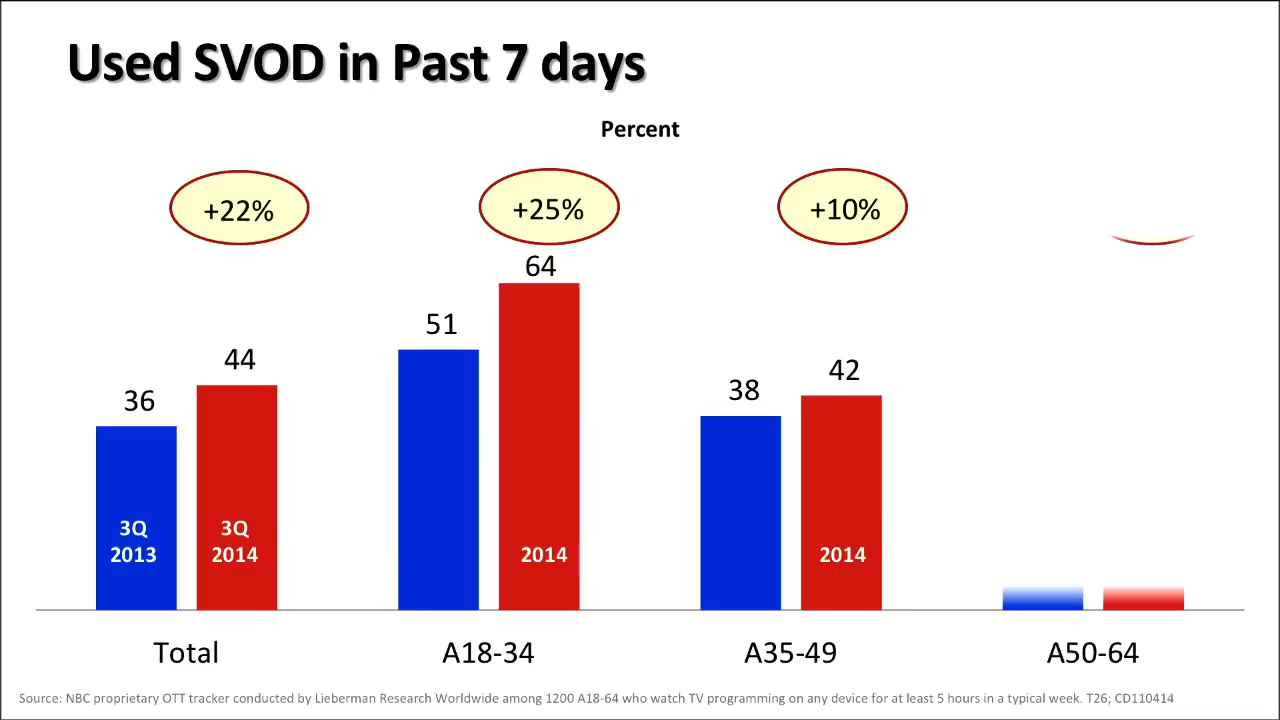 Used SVOD in Past 7 days
Percent
+22%
+25%
+10%
64
51
44
42
38
36
3Q
2013
3Q
2014
2014
2014
Total
A18-34
A35-49
A50-64
Source: NBC proprietary OTT tracker conducted by Lieberman Research Worldwide among 1200 A18-64 who watch TV programming on any device for at least 5 hours in a typical week. T26; CD110414